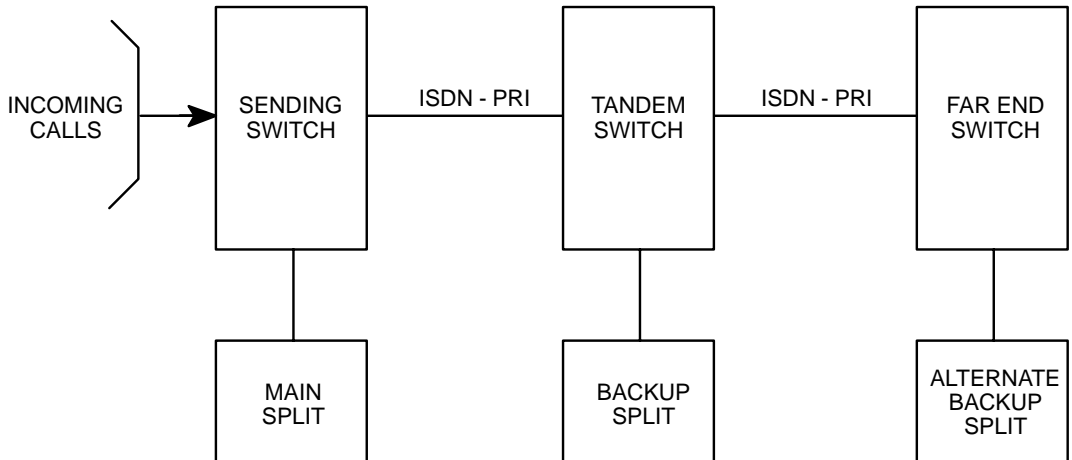 INCOMING
CALLS
SENDING
SWITCH
ISDN - PRI
TANDEM
SWITCH
ISDN - PRI
FAR END
SWITCH
MAIN
SPLIT
BACKUP
SPLIT
ALTERNATE
BACKUP
SPLIT